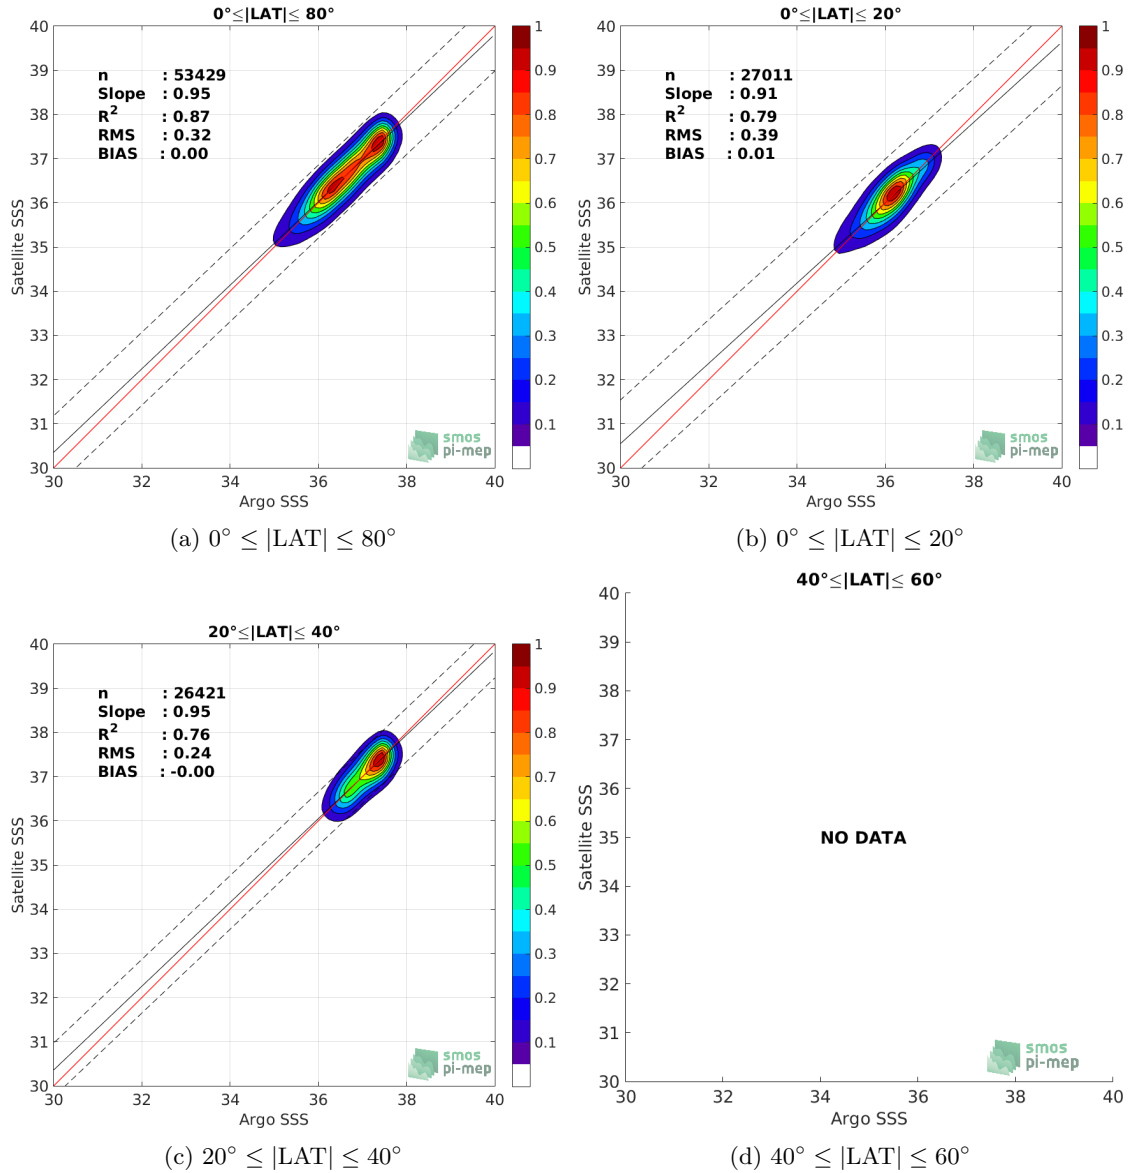 0°≤|LAT|≤ 80°
40
39
38
37
36
35
34
33
32
31
30
Satellite SSS
n : 53429
Slope : 0.95
R² : 0.87
RMS : 0.32
BIAS : 0.00
smos
pi-mep
30 32 34 36 38 40
Argo SSS
1
0.9
0.8
0.7
0.6
0.5
0.4
0.3
0.2
0.1
(a) 0° ≤ |LAT| ≤ 80°
0°≤|LAT|≤ 20°
40
39
38
37
36
35
34
33
32
31
30
Satellite SSS
n : 27011
Slope : 0.91
R² : 0.79
RMS : 0.39
BIAS : 0.01
smos
pi-mep
30 32 34 36 38 40
Argo SSS
1
0.9
0.8
0.7
0.6
0.5
0.4
0.3
0.2
0.1
(b) 0° ≤ |LAT| ≤ 20°
20°≤|LAT|≤ 40°
40
39
38
37
36
35
34
33
32
31
30
Satellite SSS
n : 26421
Slope : 0.95
R² : 0.76
RMS : 0.24
BIAS : -0.00
smos
pi-mep
30 32 34 36 38 40
Argo SSS
1
0.9
0.8
0.7
0.6
0.5
0.4
0.3
0.2
0.1
(c) 20° ≤ |LAT| ≤ 40°
40°≤|LAT|≤ 60°
40
39
38
37
36
35
34
33
32
31
30
Satellite SSS
NO DATA
smos
pi-mep
30 32 34 36 38 40
Argo SSS
(d) 40° ≤ |LAT| ≤ 60°